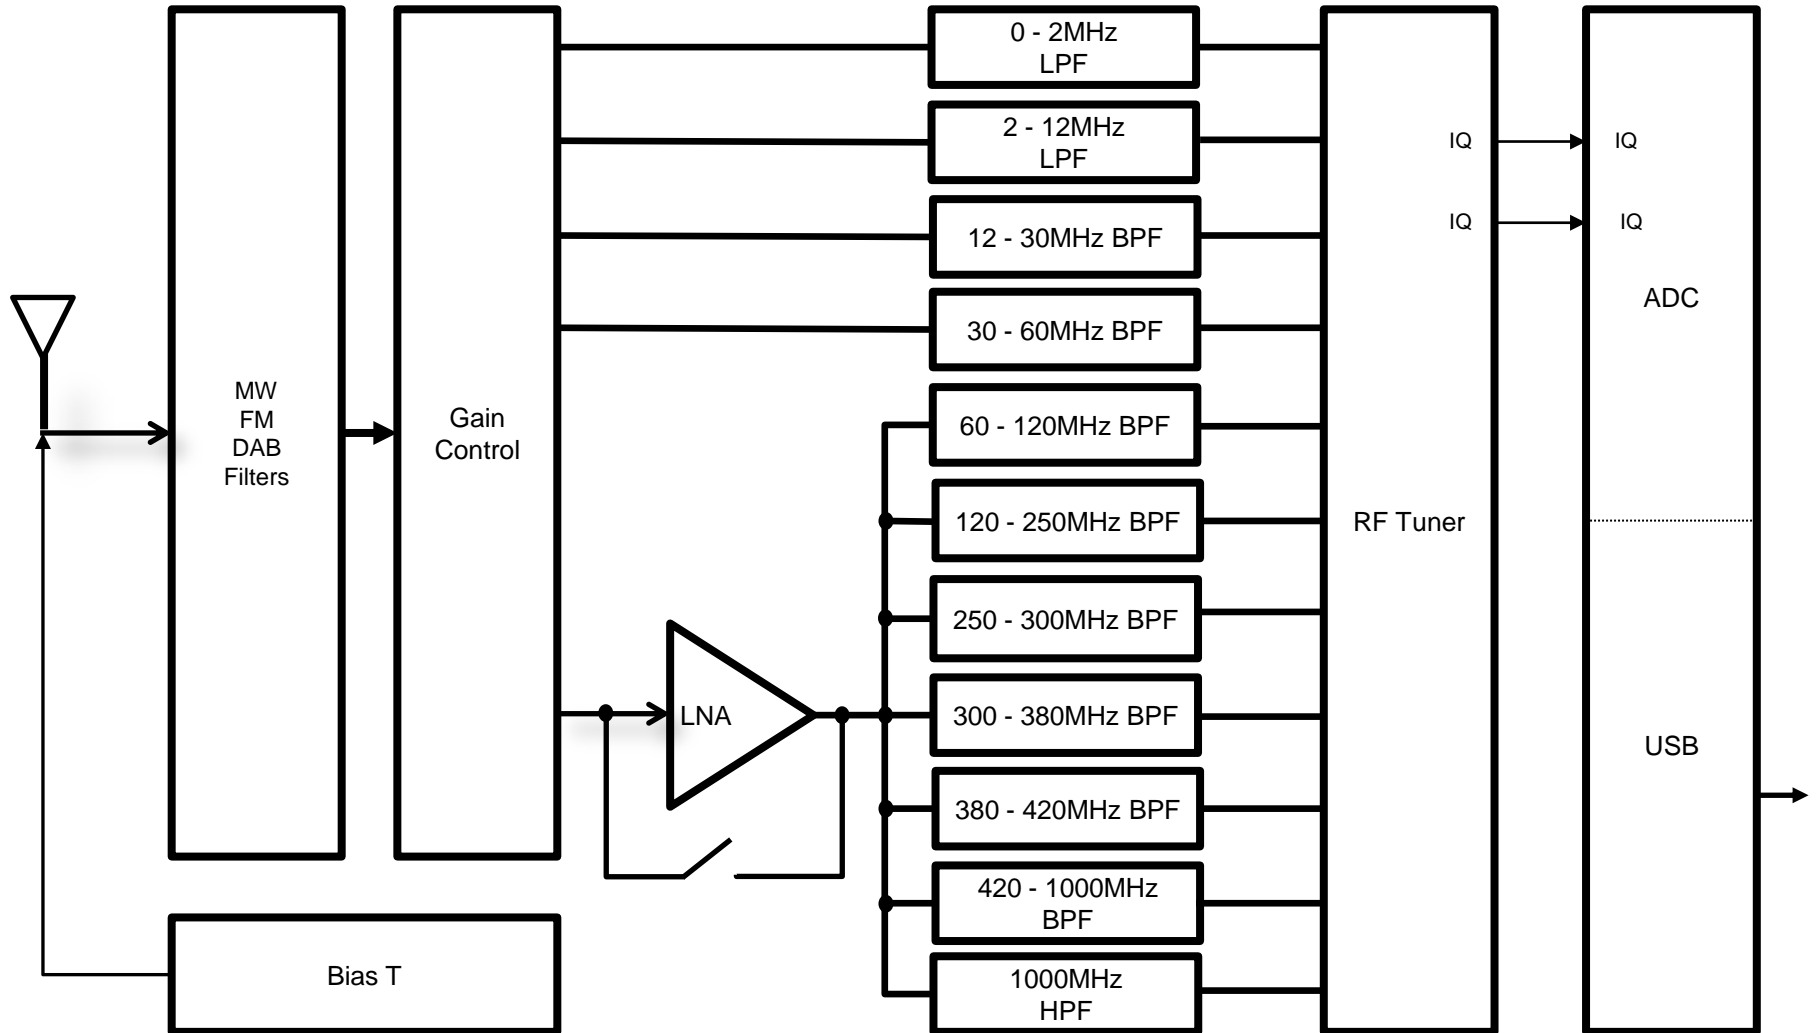 MW
FM
DAB
Filters
Gain
Control
Bias T
LNA
0 - 2MHz
LPF
2 - 12MHz
LPF
12 - 30MHz BPF
30 - 60MHz BPF
60 - 120MHz BPF
120 - 250MHz BPF
250 - 300MHz BPF
300 - 380MHz BPF
380 - 420MHz BPF
420 - 1000MHz
BPF
1000MHz
HPF
RF Tuner
IQ
IQ
IQ
IQ
ADC
USB